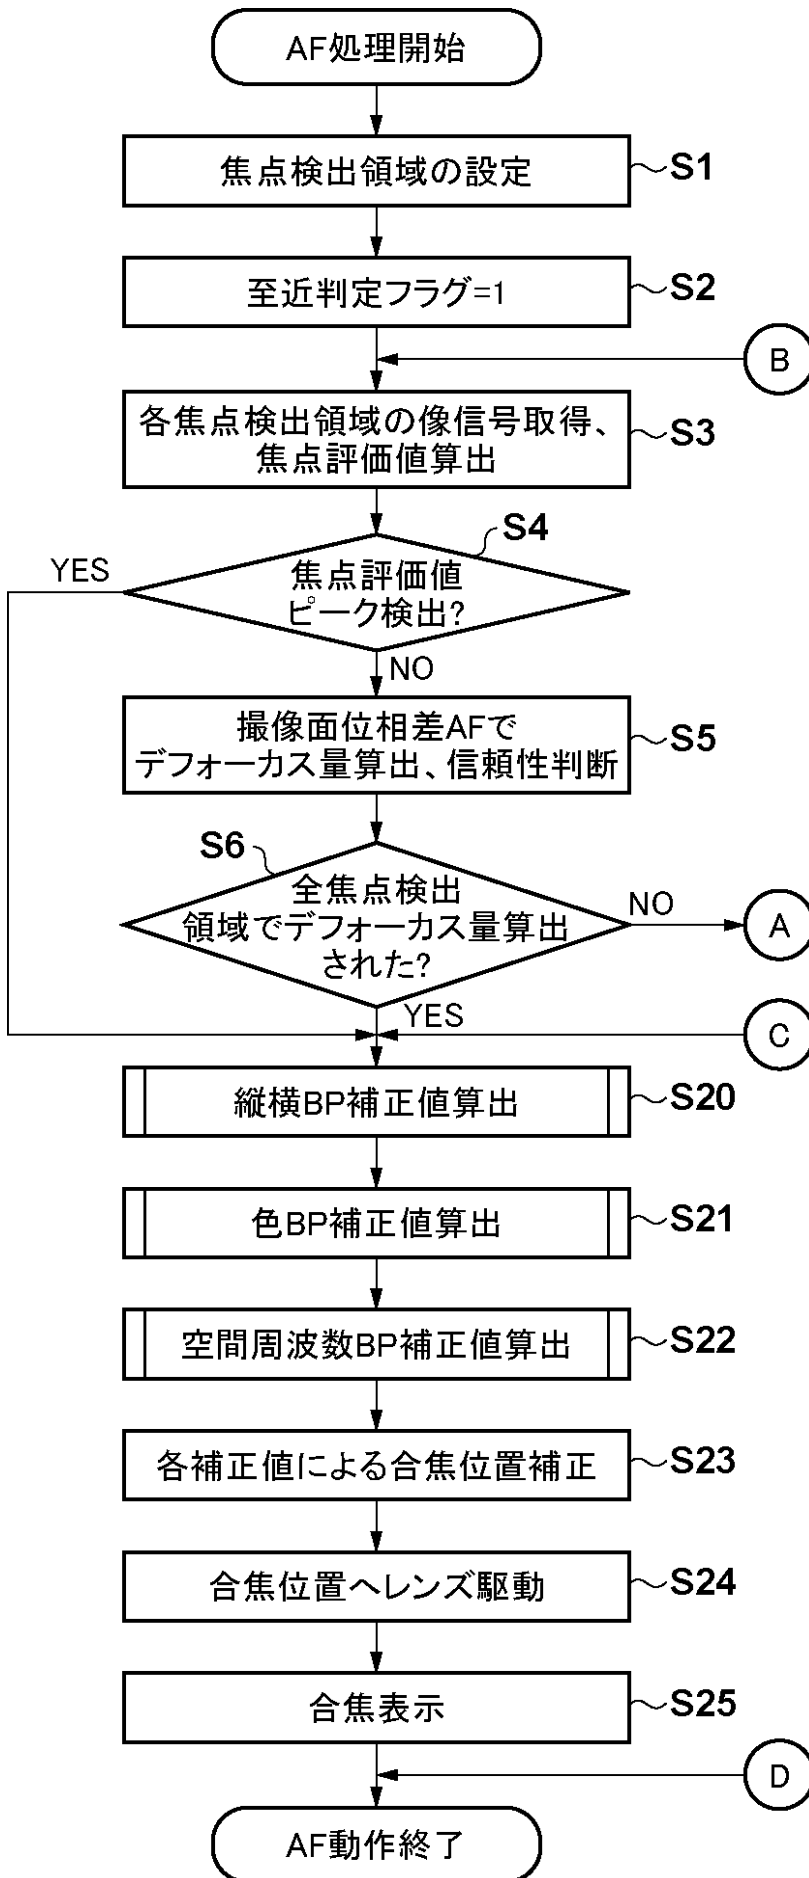 AF処理開始
焦点検出領域の設定
S1
至近判定フラグ=1
S2
B
各焦点検出領域の像信号取得、
焦点評価値算出
S3
S4
YES
焦点評価値
ピーク検出?
NO
撮像面位相差AFで
デフォーカス量算出、信頼性判断
S5
S6
全焦点検出
領域でデフォーカス量算出
された?
NO
A
YES
C
縦横BP補正値算出
S20
色BP補正値算出
S21
空間周波数BP補正値算出
S22
各補正値による合焦位置補正
S23
合焦位置へレンズ駆動
S24
合焦表示
S25
D
AF動作終了